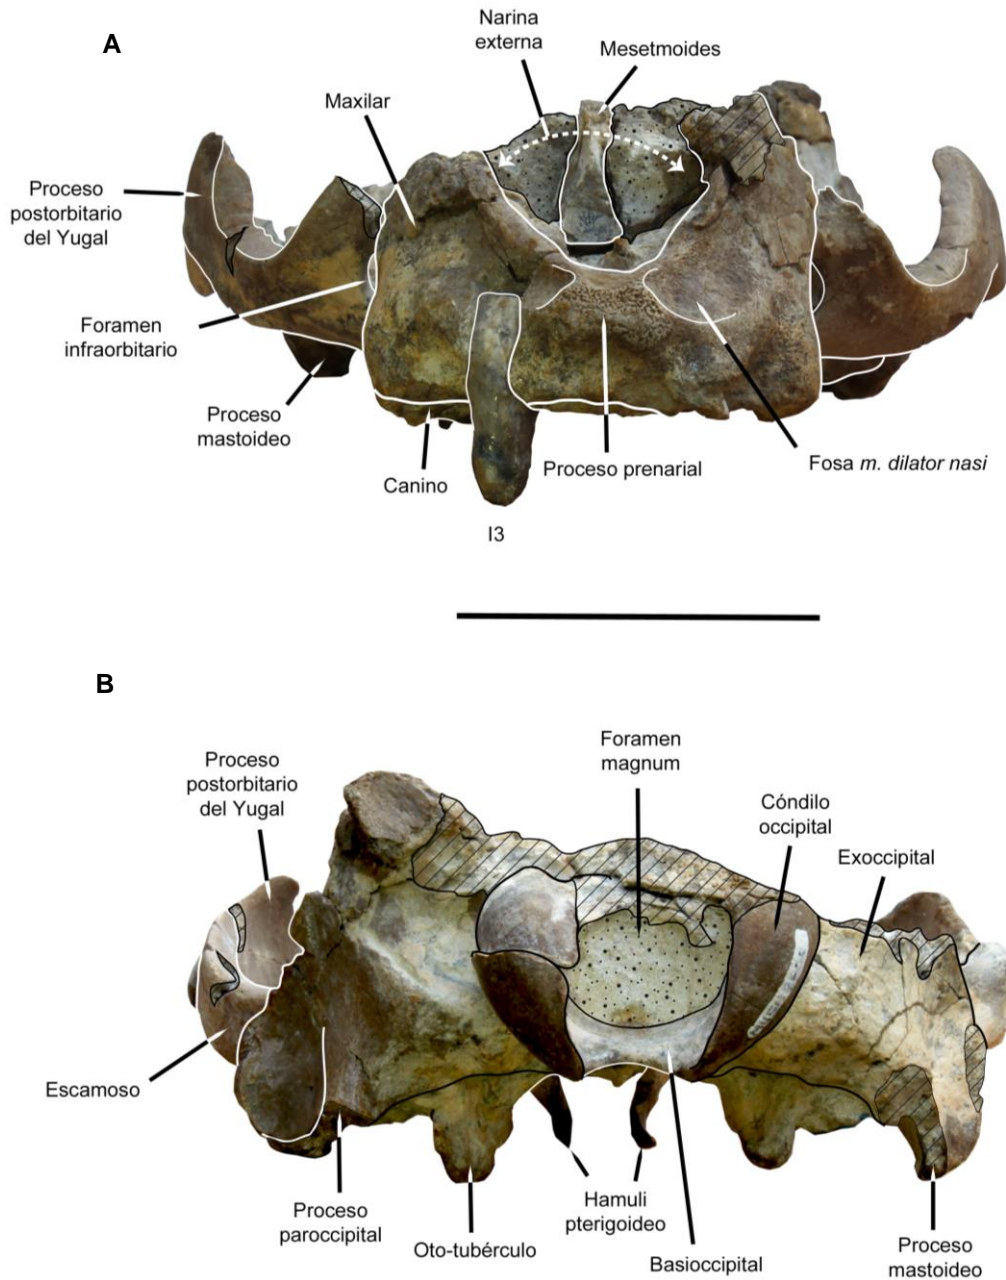 A
Narina
externa
Mesetmoides
Maxilar
Proceso
postorbitario
del Yugal
Foramen
infraorbitario
Proceso
mastoideo
Canino
Proceso prenarial
Fosa m. dilator nasi
I3
B
Foramen
magnum
Proceso
postorbitario
del Yugal
Cóndilo
occipital
Exoccipital
Escamoso
Proceso
paroccipital
Oto-tubérculo
Hamuli
pterigoideo
Basioccipital
Proceso
mastoideo